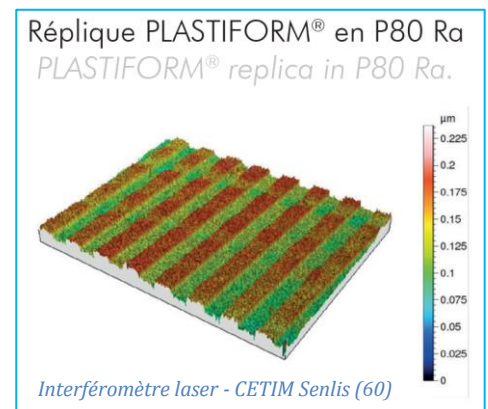 Réplique PLASTIFORM® en P80 Ra
PLASTIFORM® replica in P80 Ra.
µm
0.225
0.2
0.175
0.15
0.125
0.1
0.075
0.05
0.025
0
Interféromètre laser - CETIM Senlis (60)